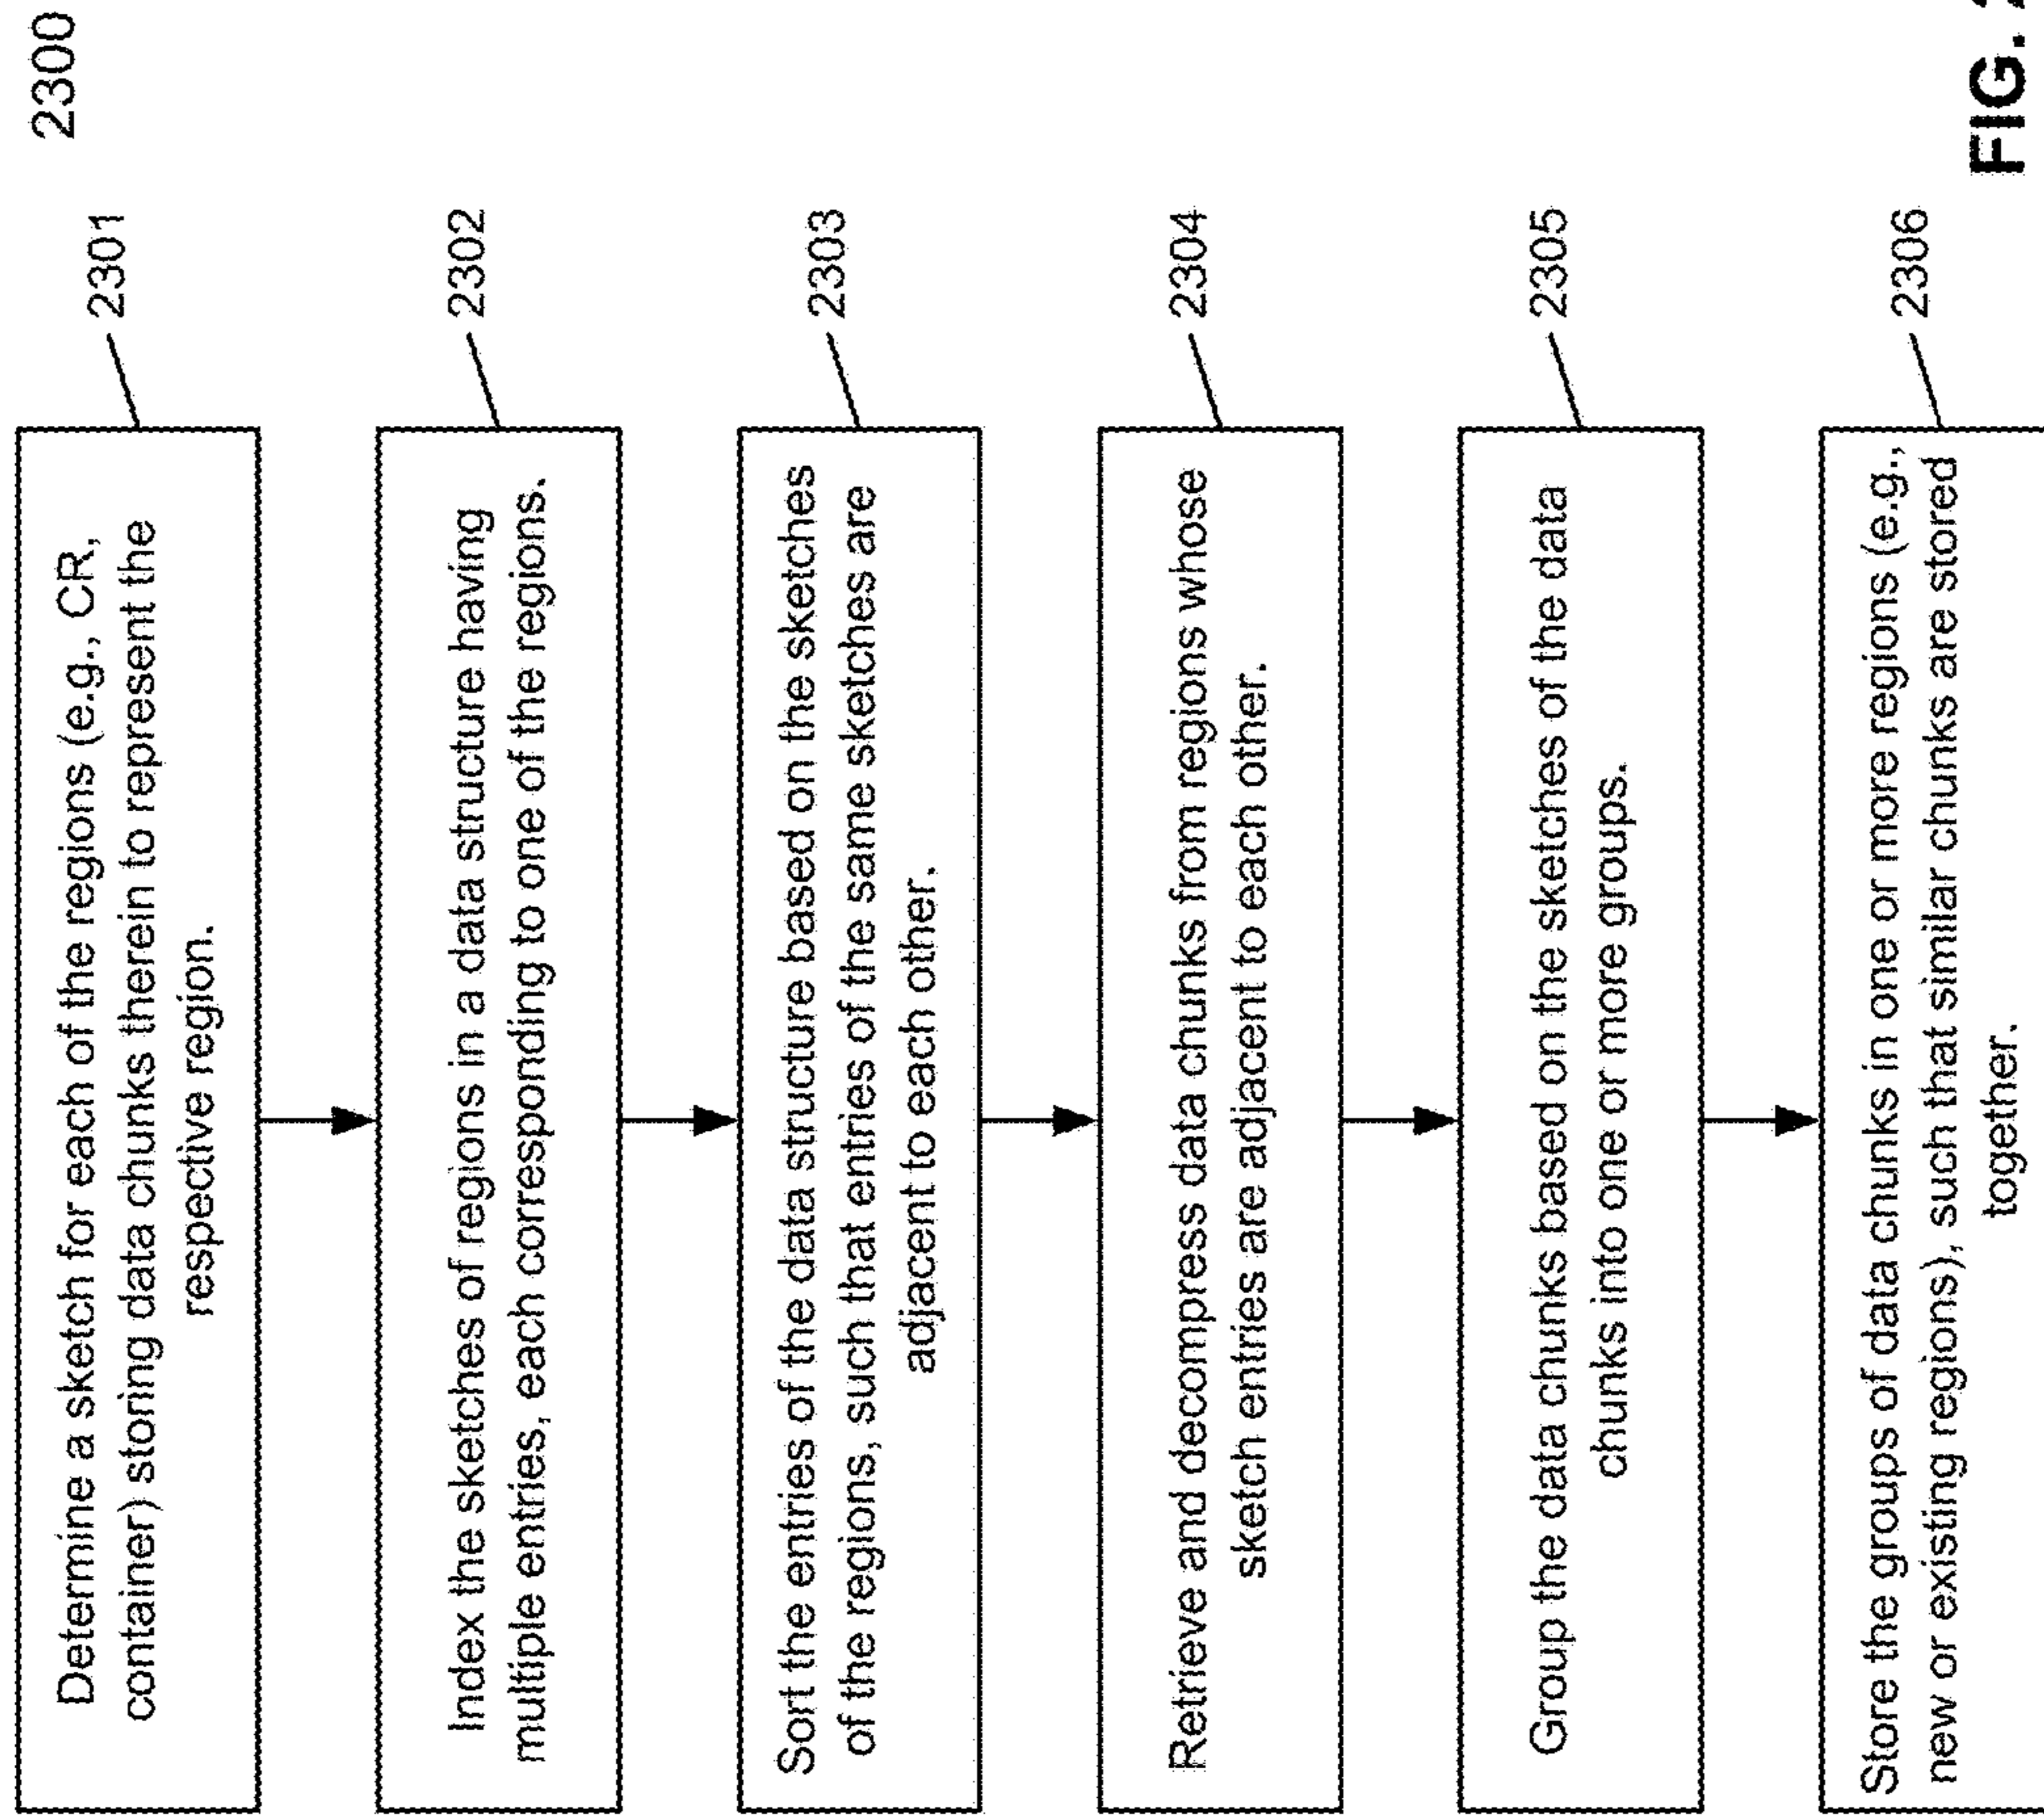 2300
Determine a sketch for each of the regions (e.g., CR,
container) storing data chunks therein to represent the
respective region.
2301
Index the sketches of regions in a data structure having
multiple entries, each corresponding to one of the regions.
2302
Sort the entries of the data structure based on the sketches
of the regions, such that entries of the same sketches are
adjacent to each other.
2303
Retrieve and decompress data chunks from regions whose
sketch entries are adjacent to each other.
2304
Group the data chunks based on the sketches of the data
chunks into one or more groups.
2305
Store the groups of data chunks in one or more regions (e.g.,
new or existing regions), such that similar chunks are stored
together.
2306
FIG.